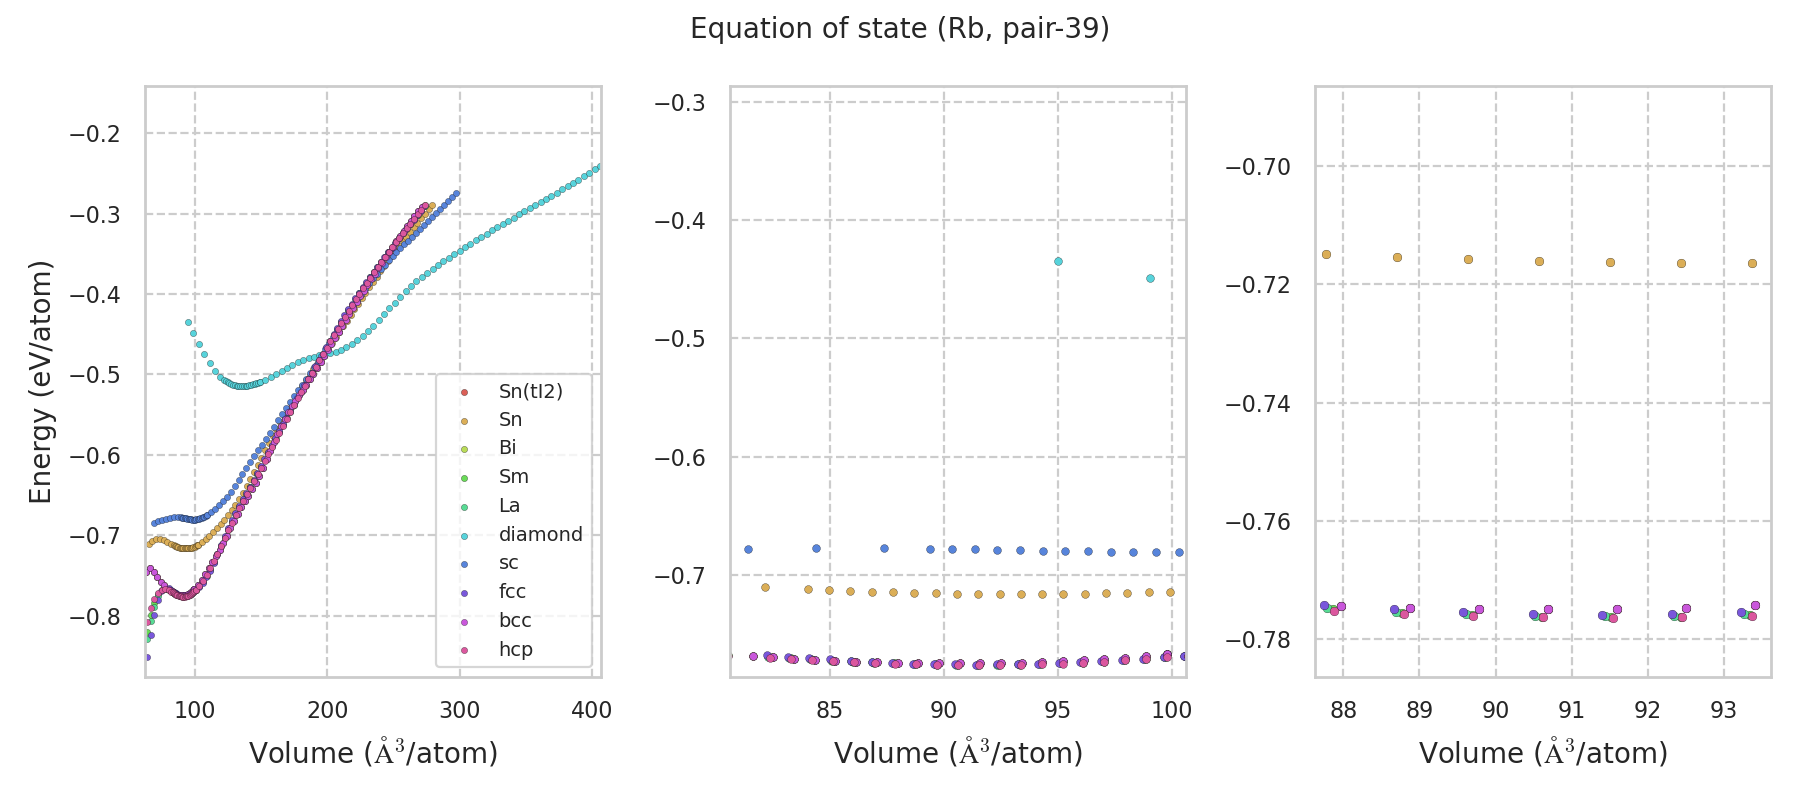 Equation of state (Rb, pair-39)
Energy (eV/atom)
−0.2
−0.3
−0.4
−0.5
−0.6
−0.7
−0.8
100
200
300
400
Volume (Å³/atom)
Sn(tI2)
Sn
Bi
Sm
La
diamond
sc
fcc
bcc
hcp
−0.3
−0.4
−0.5
−0.6
−0.7
85
90
95
100
Volume (Å³/atom)
−0.70
−0.72
−0.74
−0.76
−0.78
88
89
90
91
92
93
Volume (Å³/atom)